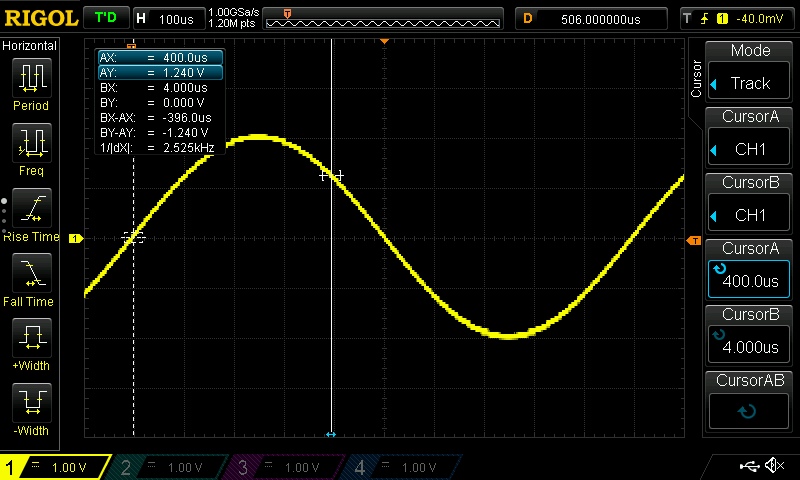 RIGOL T'D H 100us 1.00GSa/s 1.20M pts T D 506.000000us T 1 -40.0mV
Horizontal
Period
Freq
Rise Time
Fall Time
+Width
-Width
AX: = 400.0us
AY: = 1.240 V
BX: = 4.000us
BY: = 0.000 V
BX-AX: = -396.0us
BY-AY: = -1.240 V
1/|dX|: = 2.525kHz
1
T
Cursor
Mode
Track
CursorA
CH1
CursorB
CH1
CursorA
400.0us
CursorB
4.000us
CursorAB
1 = 1.00 V 2 = 1.00 V 3 = 1.00 V 4 = 1.00 V